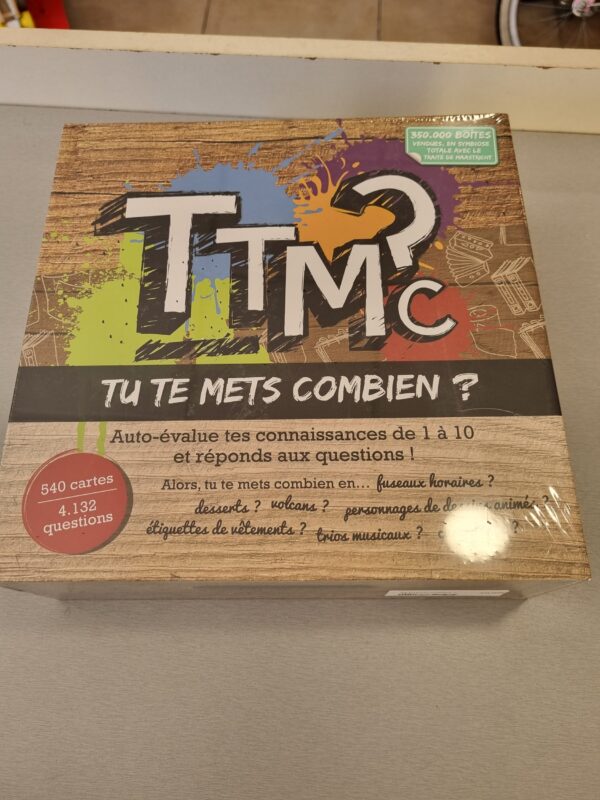 350.000 BOÎTES
VENDUES, EN SYMBIOSE
TOTALE AVEC LE
TRAITÉ DE MAASTRICHT
TTMC?
TU TE METS COMBIEN ?
Auto-évalue tes connaissances de 1 à 10
et réponds aux questions !
540 cartes
4.132
questions
Alors, tu te mets combien en... fuseaux horaires ?
desserts ? volcans ? personnages de dessins animés ?
étiquettes de vêtements ? trios musicaux ? ?